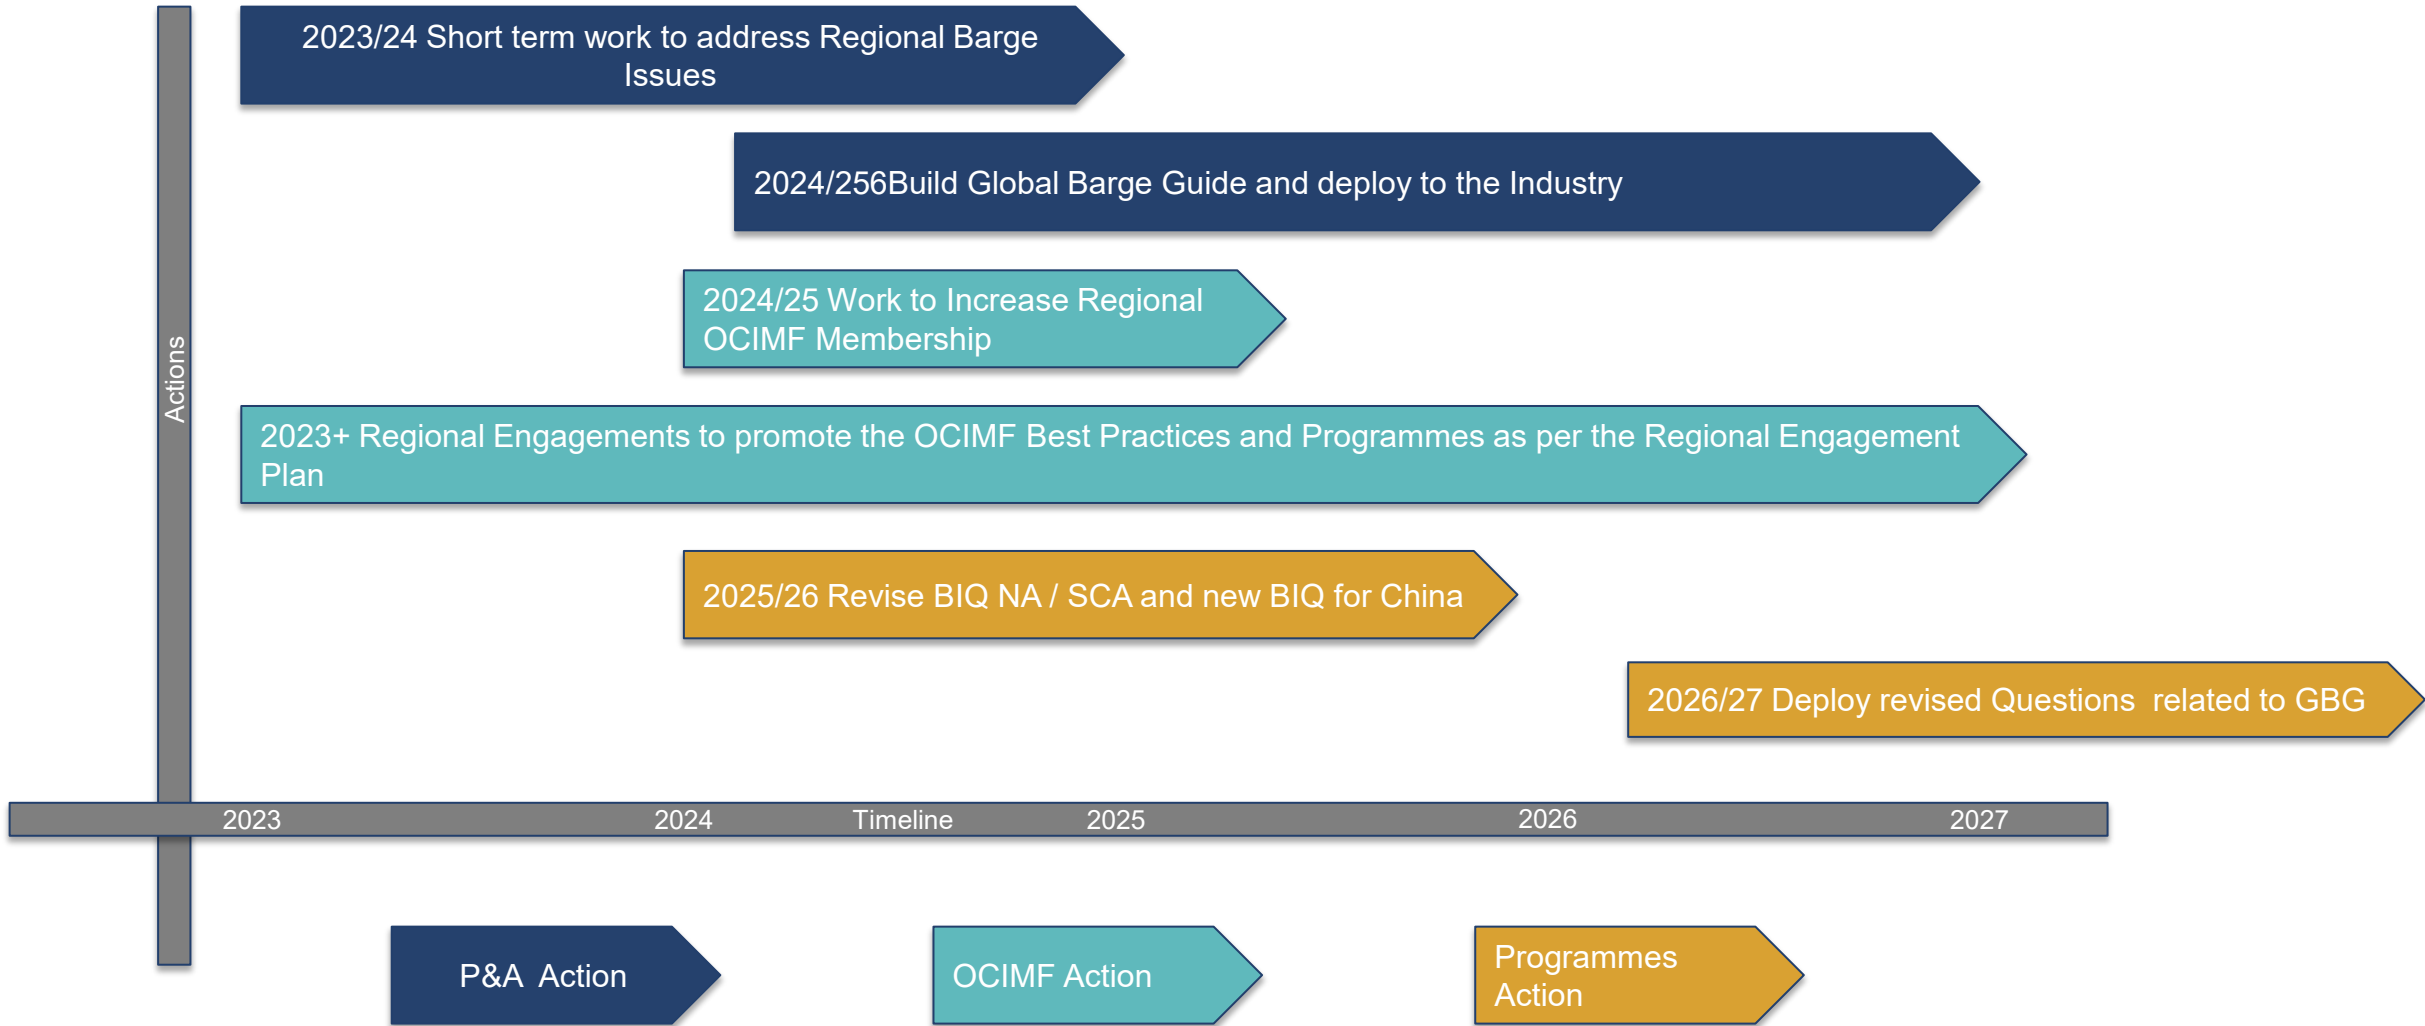 2023/24 Short term work to address Regional Barge
Issues
2024/256Build Global Barge Guide and deploy to the Industry
2024/25 Work to Increase Regional
OCIMF Membership
Actions
2023+ Regional Engagements to promote the OCIMF Best Practices and Programmes as per the Regional Engagement
Plan
2025/26 Revise BIQ NA / SCA and new BIQ for China
2026/27 Deploy revised Questions  related to GBG
2023 2024 Timeline 2025 2026 2027
P&A  Action
OCIMF Action
Programmes
Action